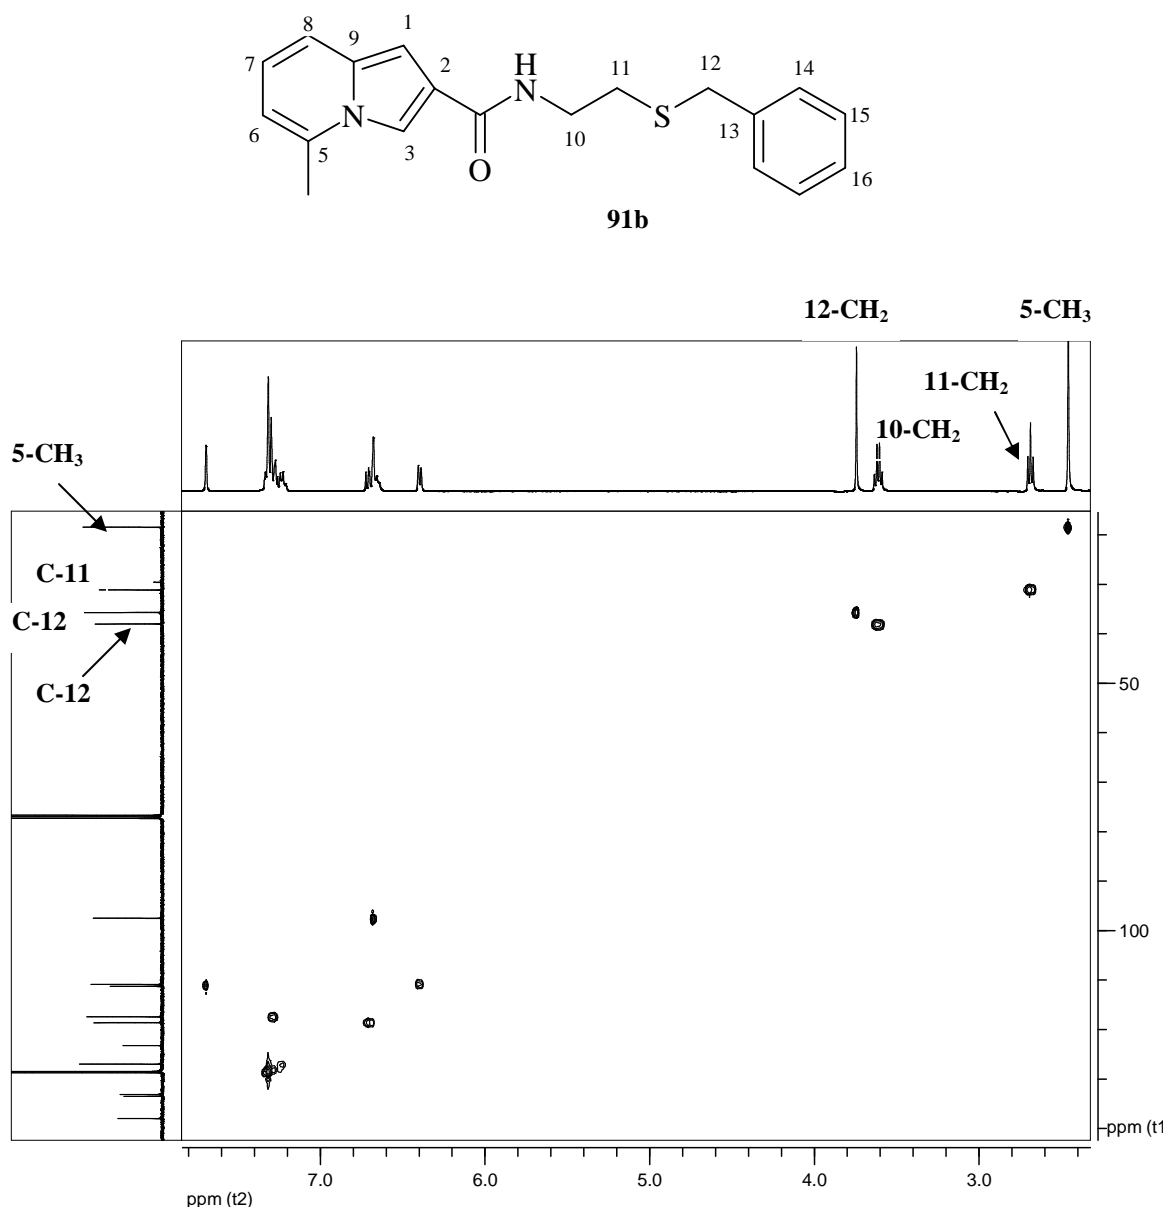 8
1
9
7
2
H
N
11
12
14
15
N
S
6
10
13
3
5
O
16
91b
12-CH₂
5-CH₃
11-CH₂
10-CH₂
5-CH₃
C-11
C-12
C-12
50
100
ppm (t1
7.0
6.0
5.0
4.0
3.0
ppm (t2)